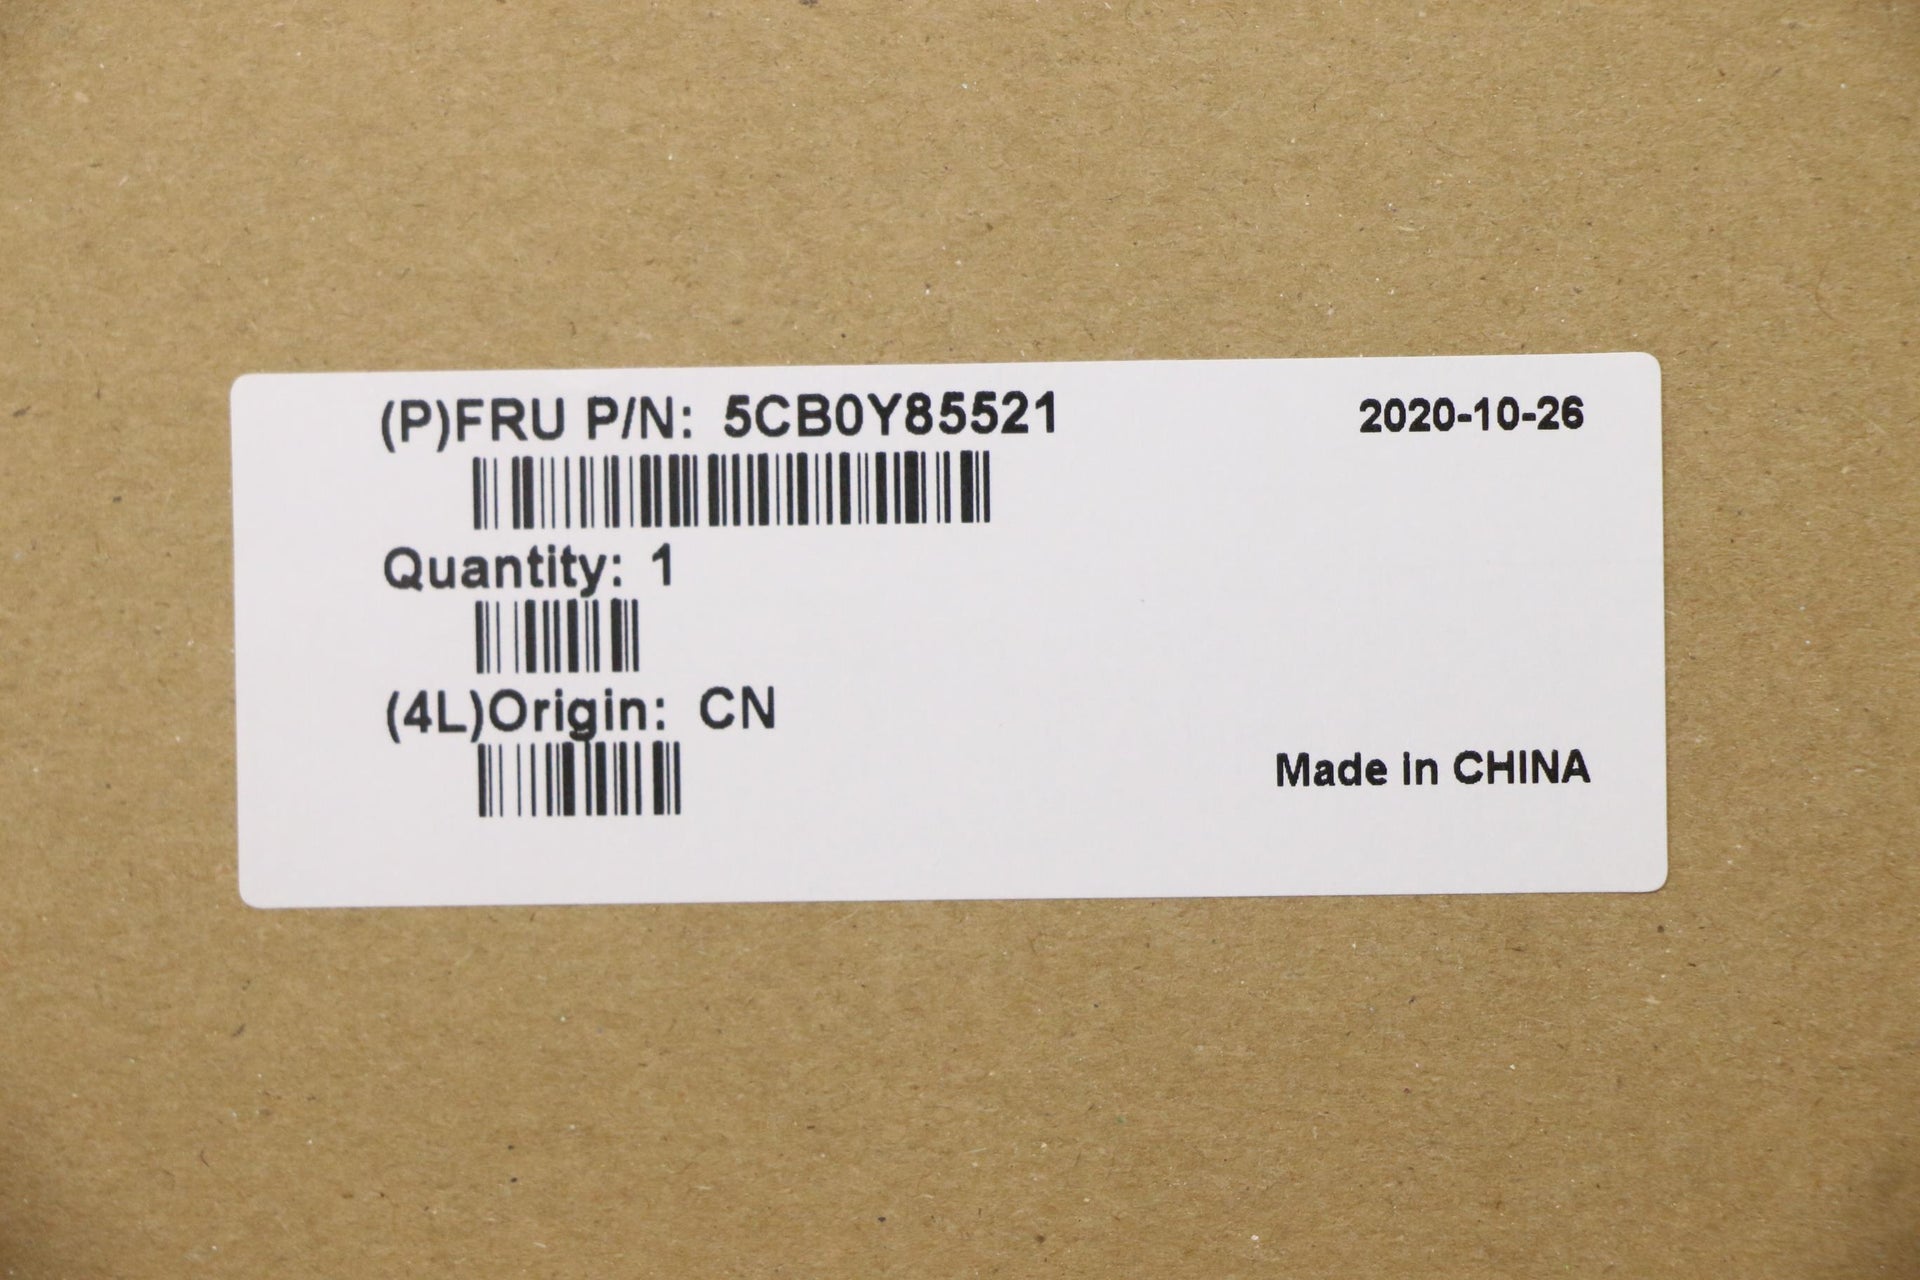 (P)FRU P/N: 5CB0Y85521
2020-10-26
Quantity: 1
(4L)Origin: CN
Made in CHINA